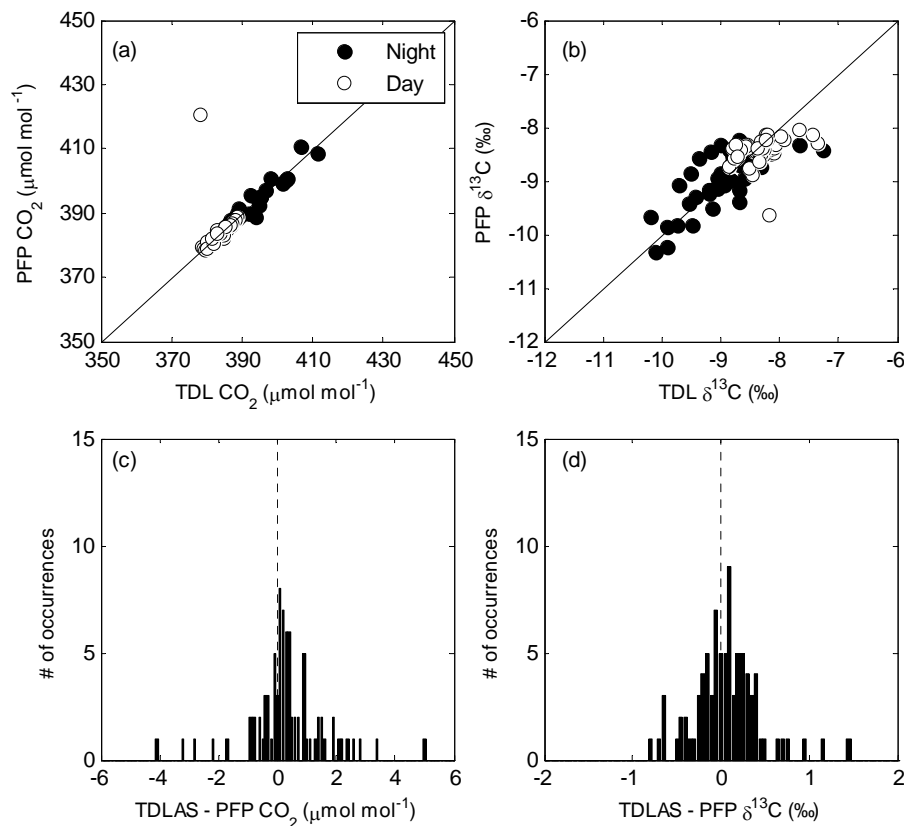 (a)
Night
Day
450
430
410
390
370
350
PFP CO2 (μmol mol-1)
350 370 390 410 430 450
TDL CO2 (μmol mol-1)
(b)
-6
-7
-8
-9
-10
-11
-12
PFP δ13C (‰)
-12 -11 -10 -9 -8 -7 -6
TDL δ13C (‰)
(c)
15
10
5
0
# of occurrences
-6 -4 -2 0 2 4 6
TDLAS - PFP CO2 (μmol mol-1)
(d)
15
10
5
0
# of occurrences
-2 -1 0 1 2
TDLAS - PFP δ13C (‰)